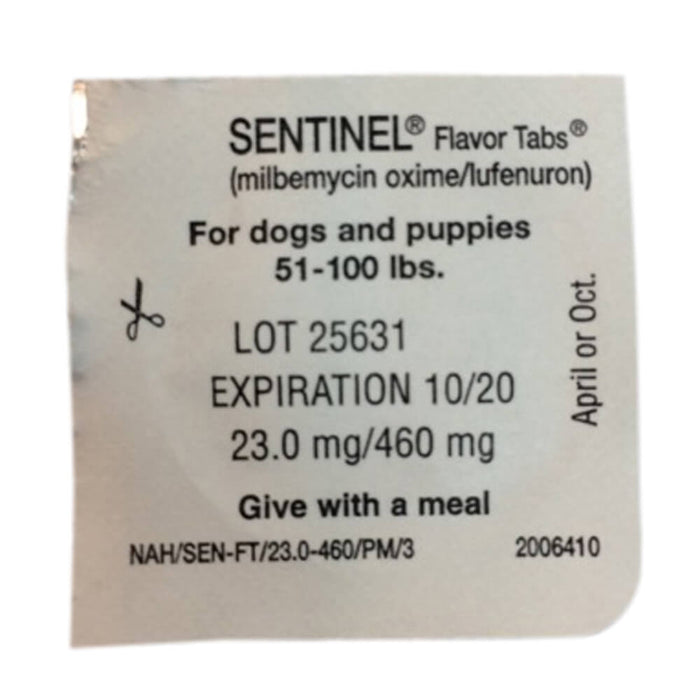 SENTINEL® Flavor Tabs®
(milbemycin oxime/lufenuron)
For dogs and puppies
51-100 lbs.
LOT 25631
EXPIRATION 10/20
23.0 mg/460 mg
Give with a meal
NAH/SEN-FT/23.0-460/PM/3 2006410
April or Oct.